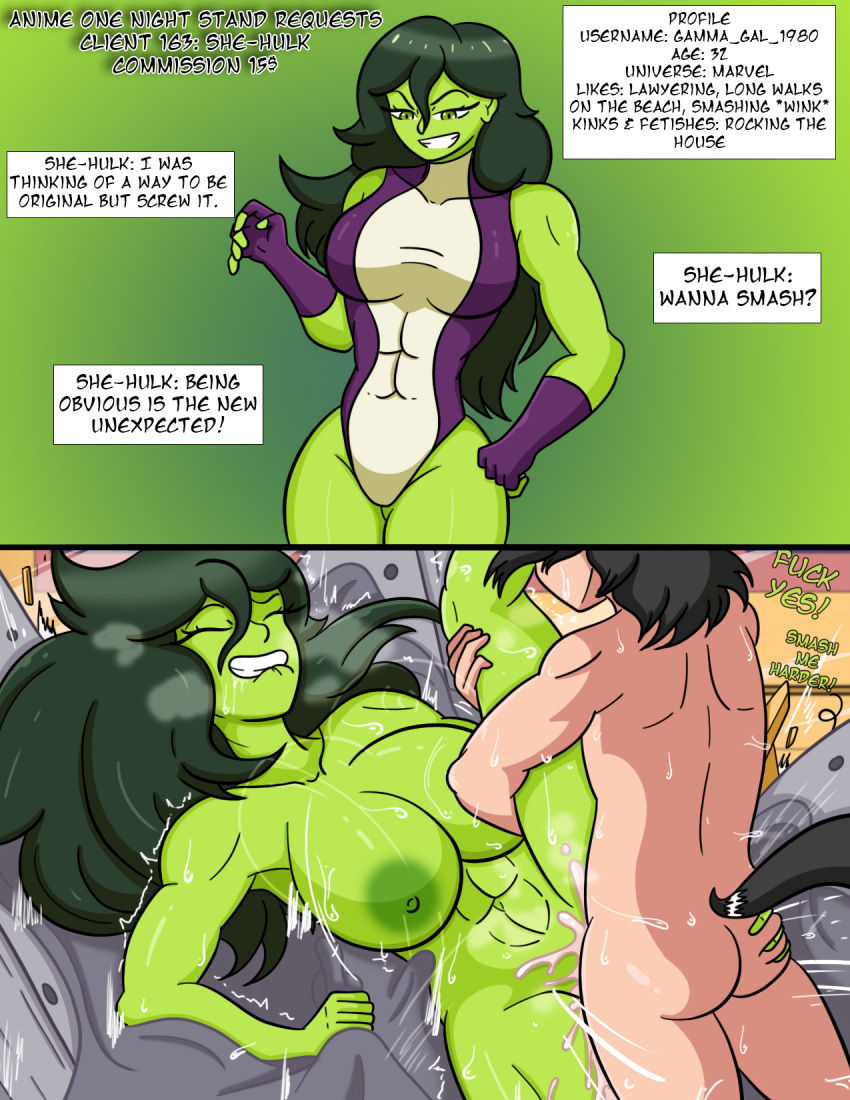 ANIME ONE NIGHT STAND REQUESTS
CLIENT 163: SHE-HULK
COMMISSION 15$
PROFILE
USERNAME: GAMMA_GAL_1980
AGE: 32
UNIVERSE: MARVEL
LIKES: LAWYERING, LONG WALKS
ON THE BEACH, SMASHING *WINK*
KINKS & FETISHES: ROCKING THE
HOUSE
SHE-HULK: I WAS
THINKING OF A WAY TO BE
ORIGINAL BUT SCREW IT.
SHE-HULK:
WANNA SMASH?
SHE-HULK: BEING
OBVIOUS IS THE NEW
UNEXPECTED!
FUCK
YES!
SMASH
ME
HARDER!